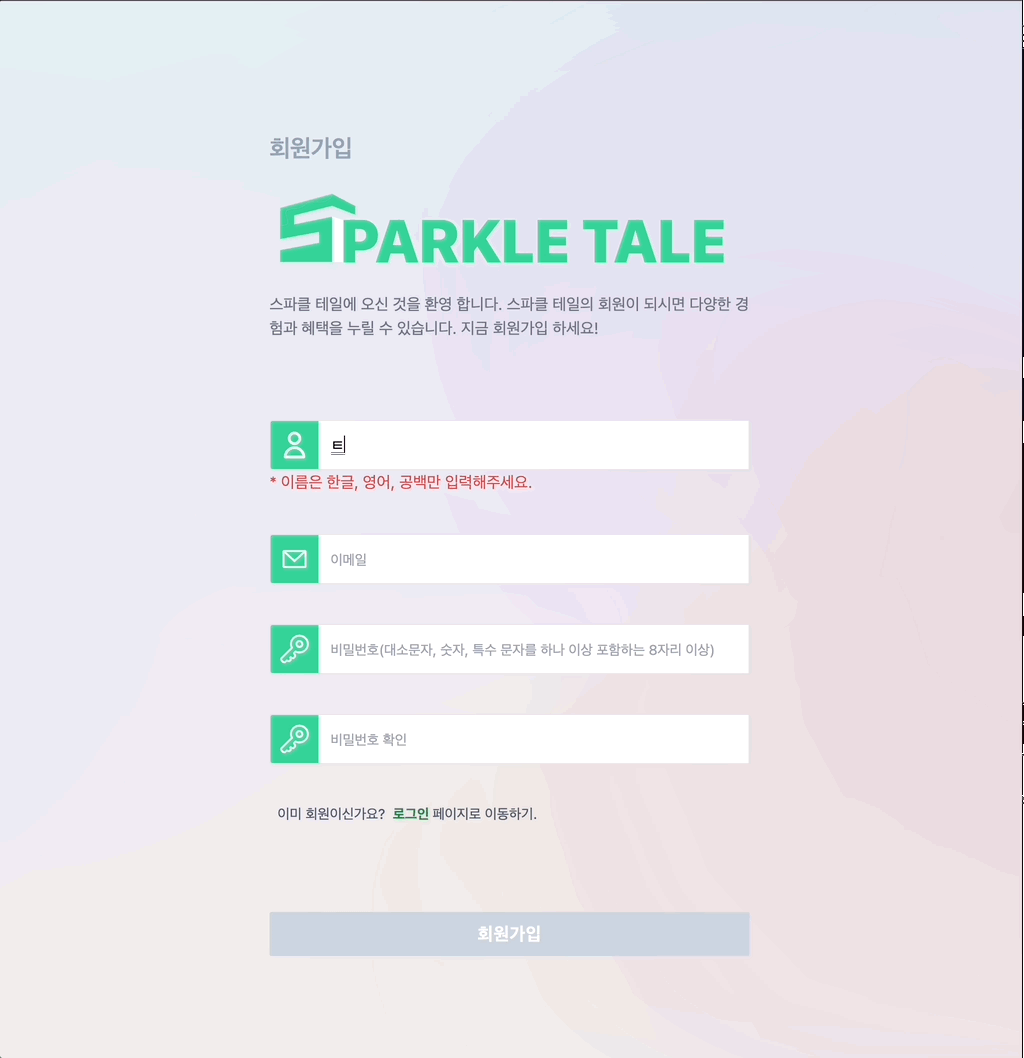 회원가입
SPARKLE TALE
스파클 테일에 오신 것을 환영 합니다. 스파클 테일의 회원이 되시면 다양한 경
험과 혜택을 누릴 수 있습니다. 지금 회원가입 하세요!
트
* 이름은 한글, 영어, 공백만 입력해주세요.
이메일
비밀번호(대소문자, 숫자, 특수 문자를 하나 이상 포함하는 8자리 이상)
비밀번호 확인
이미 회원이신가요? 로그인 페이지로 이동하기.
회원가입